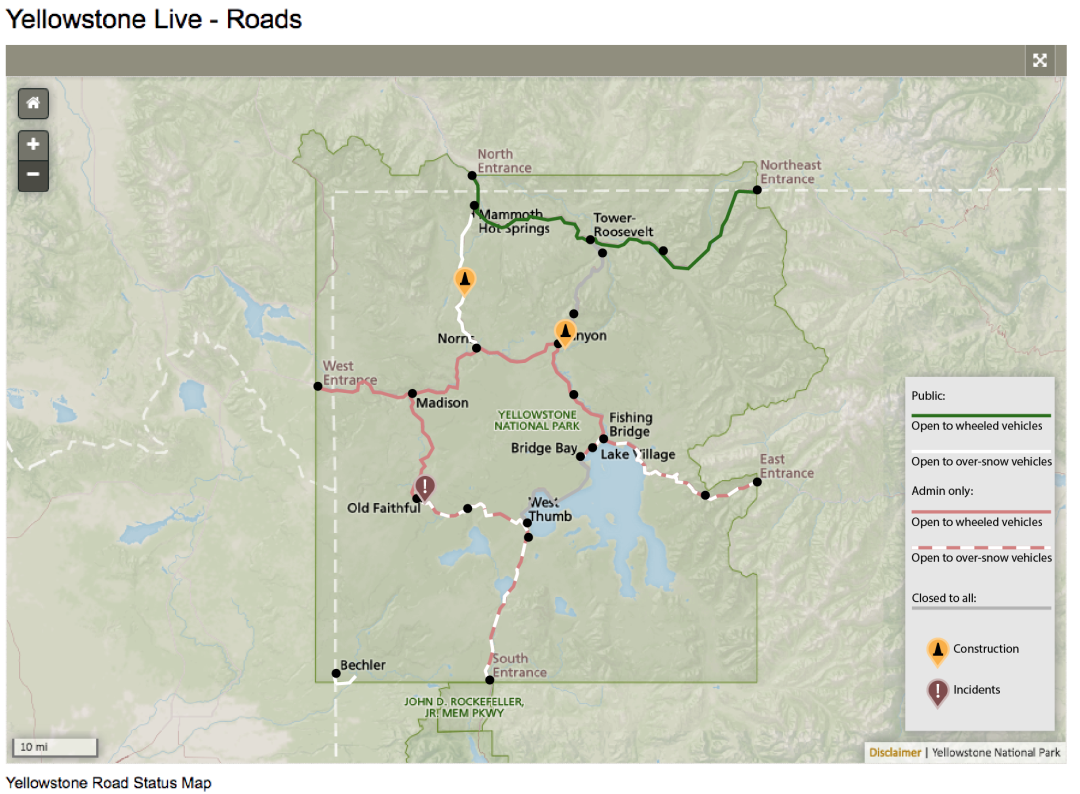 Yellowstone Live - Roads
North
Entrance
Northeast
Entrance
Mammoth
Hot Springs
Tower-
Roosevelt
Norris
nyon
West
Entrance
Madison
YELLOWSTONE
NATIONAL PARK
Fishing
Bridge
Bridge Bay
Lake Village
East
Entrance
Old Faithful
West
Thumb
Bechler
South
Entrance
JOHN D. ROCKEFELLER,
JR. MEM PKWY
Public:
Open to wheeled vehicles
Open to over-snow vehicles
Admin only:
Open to wheeled vehicles
Open to over-snow vehicles
Closed to all:
Construction
Incidents
10 mi
Disclaimer | Yellowstone National Park
Yellowstone Road Status Map